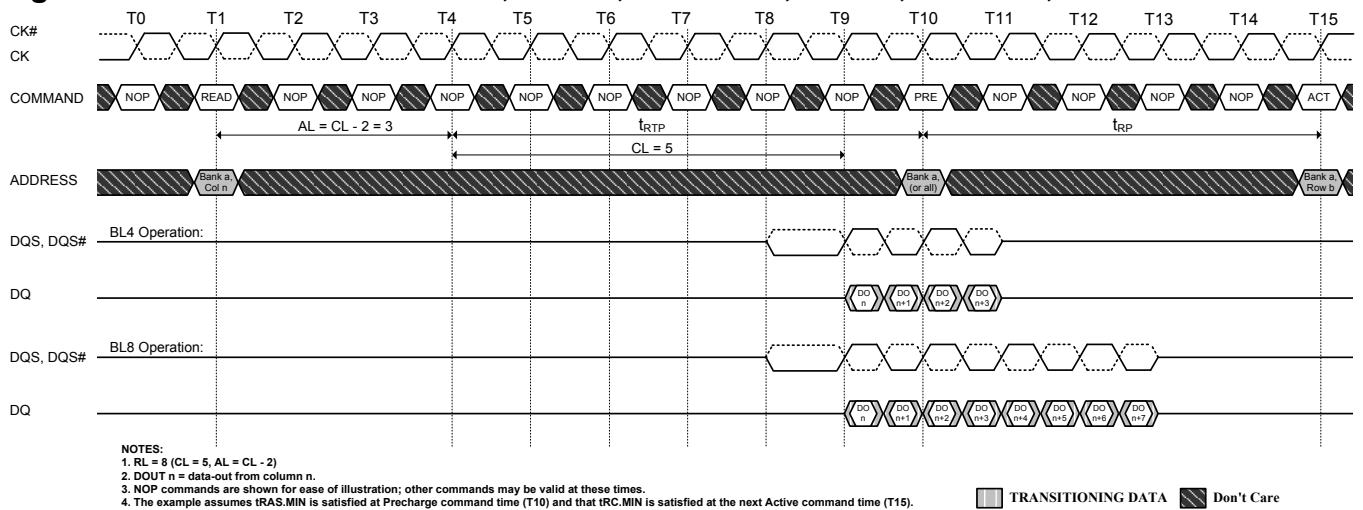 T0 T1 T2 T3 T4 T5 T6 T7 T8 T9 T10 T11 T12 T13 T14 T15
CK#
CK
COMMAND NOP READ NOP NOP NOP NOP NOP NOP NOP NOP PRE NOP NOP NOP NOP ACT
AL = CL - 2 = 3 tRTP tRP
CL = 5
ADDRESS Bank a, Col n Bank a, (or all) Bank a, Row b
BL4 Operation:
DQS, DQS#
DQ DO n DO n+1 DO n+2 DO n+3
BL8 Operation:
DQS, DQS#
DQ DO n DO n+1 DO n+2 DO n+3 DO n+4 DO n+5 DO n+6 DO n+7
NOTES:
1. RL = 8 (CL = 5, AL = CL - 2)
2. DOUT n = data-out from column n.
3. NOP commands are shown for ease of illustration; other commands may be valid at these times.
4. The example assumes tRAS.MIN is satisfied at Precharge command time (T10) and that tRC.MIN is satisfied at the next Active command time (T15).
TRANSITIONING DATA Don't Care